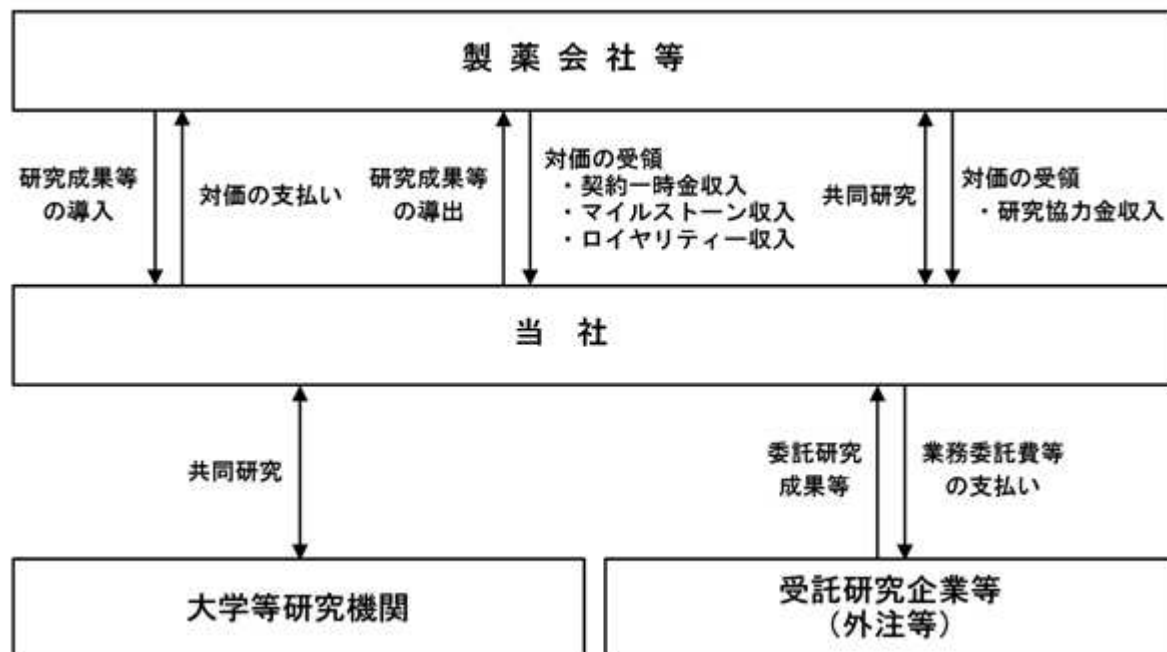 製薬会社等
研究成果等
の導入
対価の支払い
研究成果等
の導出
対価の受領
・契約一時金収入
・マイルストーン収入
・ロイヤリティー収入
共同研究
対価の受領
・研究協力金収入
当社
共同研究
委託研究
成果等
業務委託費等
の支払い
大学等研究機関
受託研究企業等
（外注等）